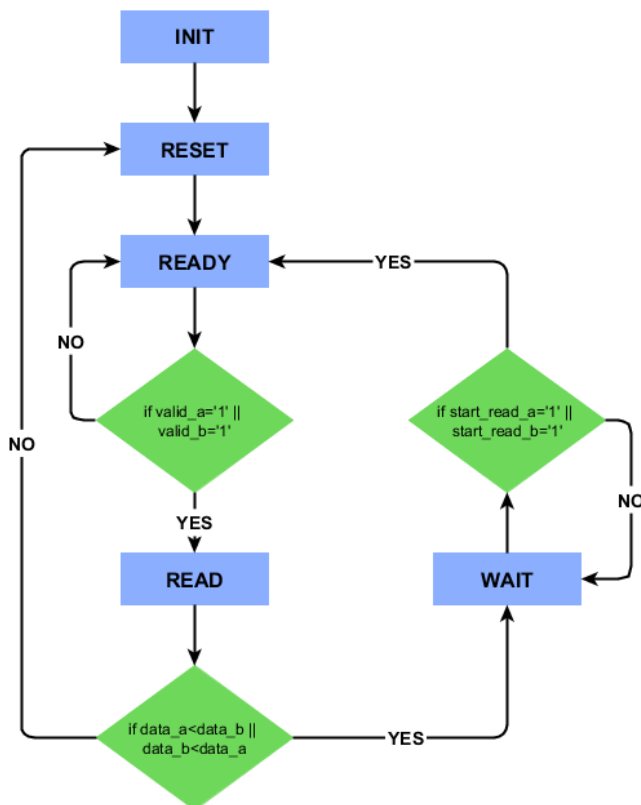 INIT
RESET
READY
YES
NO
if valid_a='1' ||
valid_b='1'
if start_read_a='1' ||
start_read_b='1'
NO
NO
YES
READ
WAIT
if data_a<data_b ||
data_b<data_a
YES